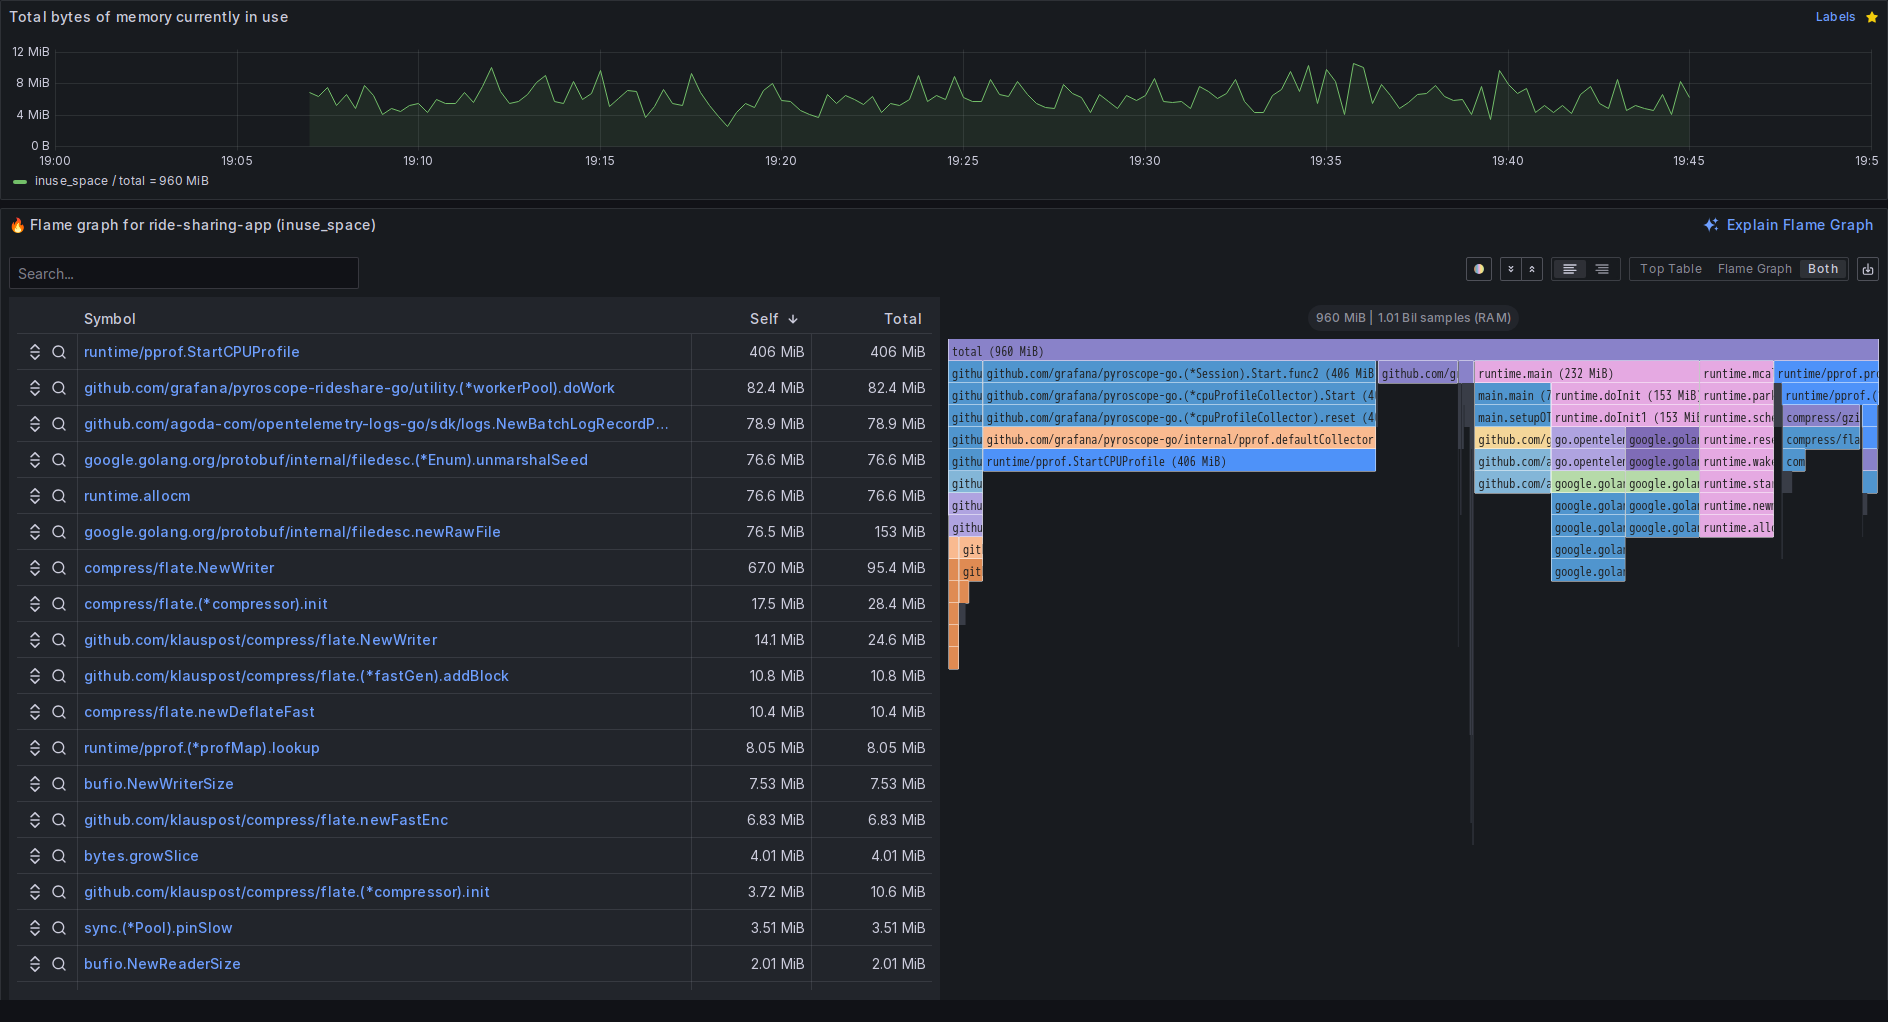 Total bytes of memory currently in use
Labels
12 MiB
8 MiB
4 MiB
0 B
19:00 19:05 19:10 19:15 19:20 19:25 19:30 19:35 19:40 19:45 19:5
inuse_space / total = 960 MiB
🔥 Flame graph for ride-sharing-app (inuse_space)
Explain Flame Graph
Search...
Top Table Flame Graph Both
Symbol Self Total
runtime/pprof.StartCPUProfile 406 MiB 406 MiB
github.com/grafana/pyroscope-rideshare-go/utility.(*workerPool).doWork 82.4 MiB 82.4 MiB
github.com/agoda-com/opentelemetry-logs-go/sdk/logs.NewBatchLogRecordP... 78.9 MiB 78.9 MiB
google.golang.org/protobuf/internal/filedesc.(*Enum).unmarshalSeed 76.6 MiB 76.6 MiB
runtime.allocm 76.6 MiB 76.6 MiB
google.golang.org/protobuf/internal/filedesc.newRawFile 76.5 MiB 153 MiB
compress/flate.NewWriter 67.0 MiB 95.4 MiB
compress/flate.(*compressor).init 17.5 MiB 28.4 MiB
github.com/klauspost/compress/flate.NewWriter 14.1 MiB 24.6 MiB
github.com/klauspost/compress/flate.(*fastGen).addBlock 10.8 MiB 10.8 MiB
compress/flate.newDeflateFast 10.4 MiB 10.4 MiB
runtime/pprof.(*profMap).lookup 8.05 MiB 8.05 MiB
bufio.NewWriterSize 7.53 MiB 7.53 MiB
github.com/klauspost/compress/flate.newFastEnc 6.83 MiB 6.83 MiB
bytes.growSlice 4.01 MiB 4.01 MiB
github.com/klauspost/compress/flate.(*compressor).init 3.72 MiB 10.6 MiB
sync.(*Pool).pinSlow 3.51 MiB 3.51 MiB
bufio.NewReaderSize 2.01 MiB 2.01 MiB
960 MiB | 1.01 Bil samples (RAM)
total (960 MiB)
githu github.com/grafana/pyroscope-go.(*Session).Start.func2 (406 MiB github.com/g runtime.main (232 MiB) runtime.mca runtime/pprof.pr
githu github.com/grafana/pyroscope-go.(*cpuProfileCollector).Start (4 main.main (7 runtime.doInit (153 MiB runtime.par runtime/pprof.(
githu github.com/grafana/pyroscope-go.(*cpuProfileCollector).reset (4 main.setupOT runtime.doInit1 (153 Mi runtime.sch compress/gzi
githu github.com/grafana/pyroscope-go/internal/pprof.defaultCollector github.com/g go.opentele google.gola runtime.res compress/fla
githu runtime/pprof.StartCPUProfile (406 MiB) github.com/a go.opentele google.gola runtime.wak com
githu github.com/a google.gola google.gola runtime.sta
githu google.gola google.gola runtime.new
githu google.gola google.gola runtime.all
git google.gola
git google.gola